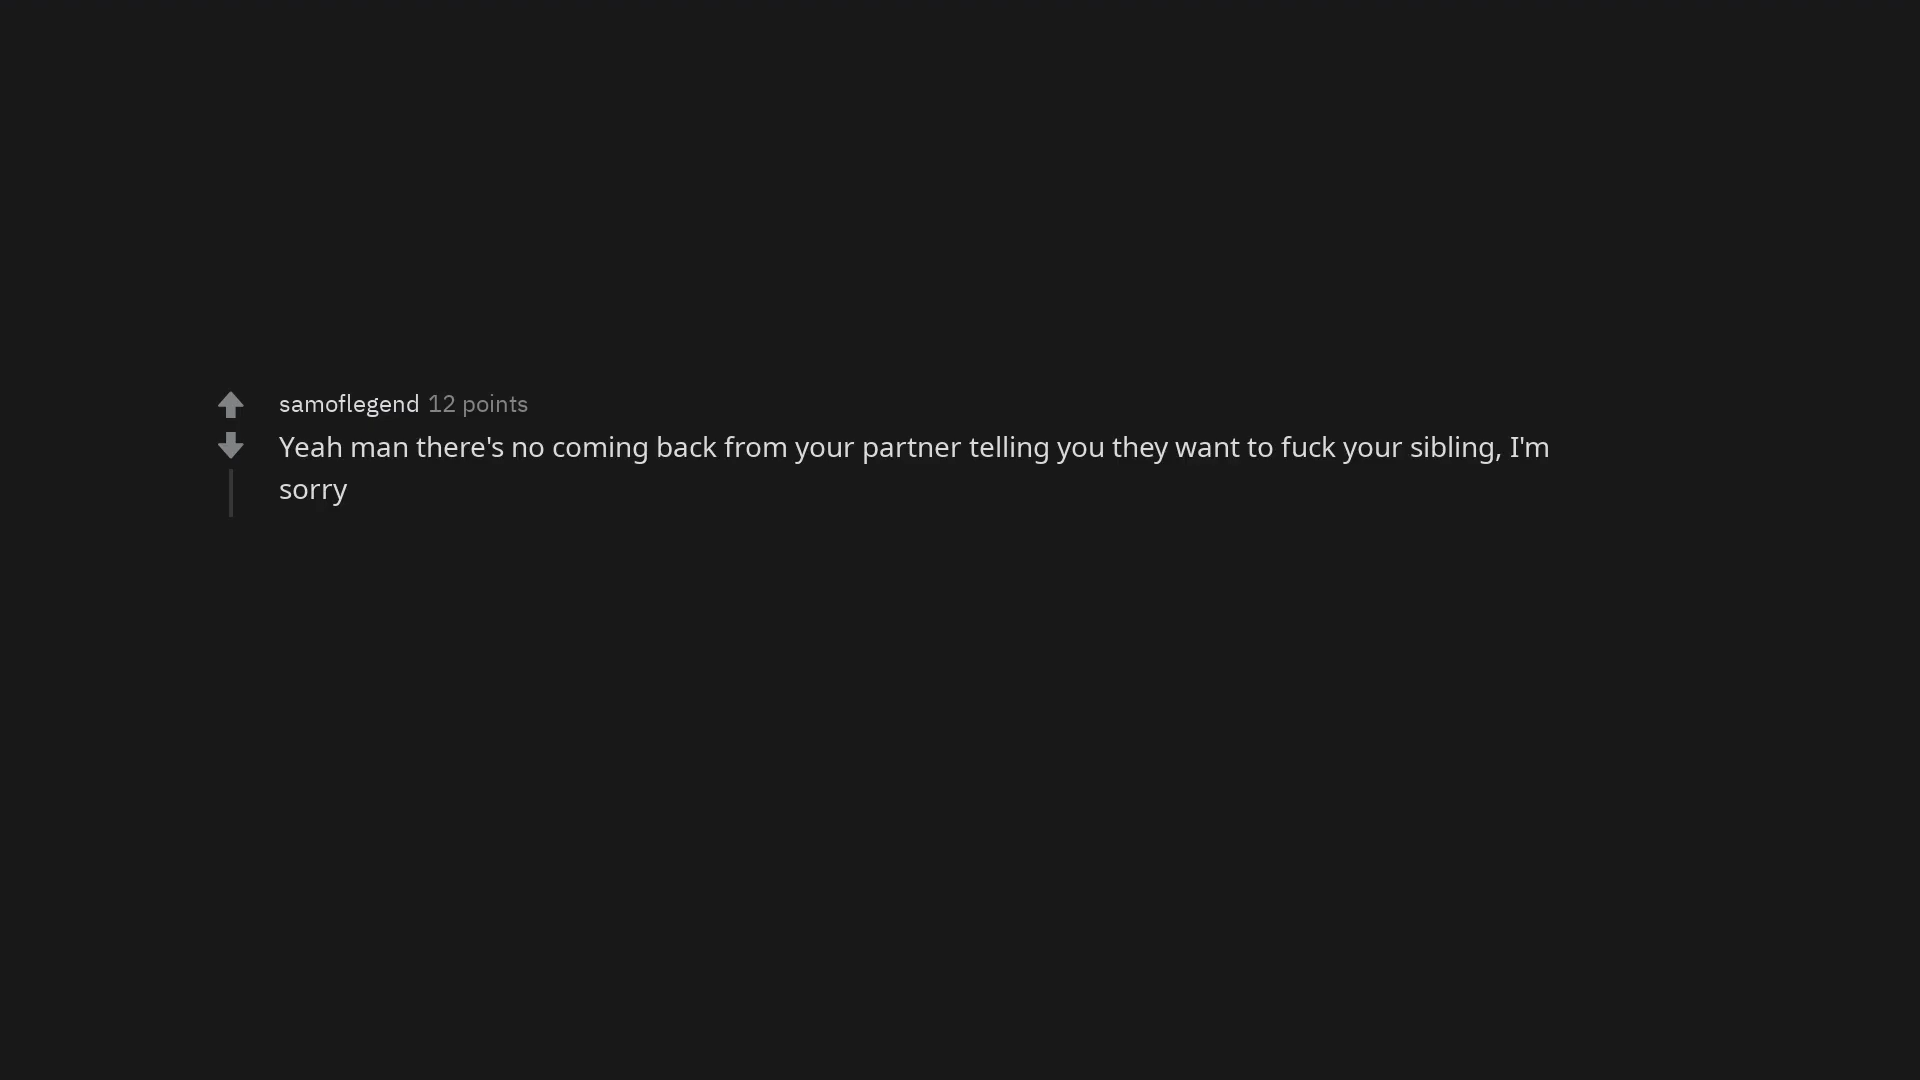 samoflegend 12 points
Yeah man there's no coming back from your partner telling you they want to fuck your sibling, I'm
sorry